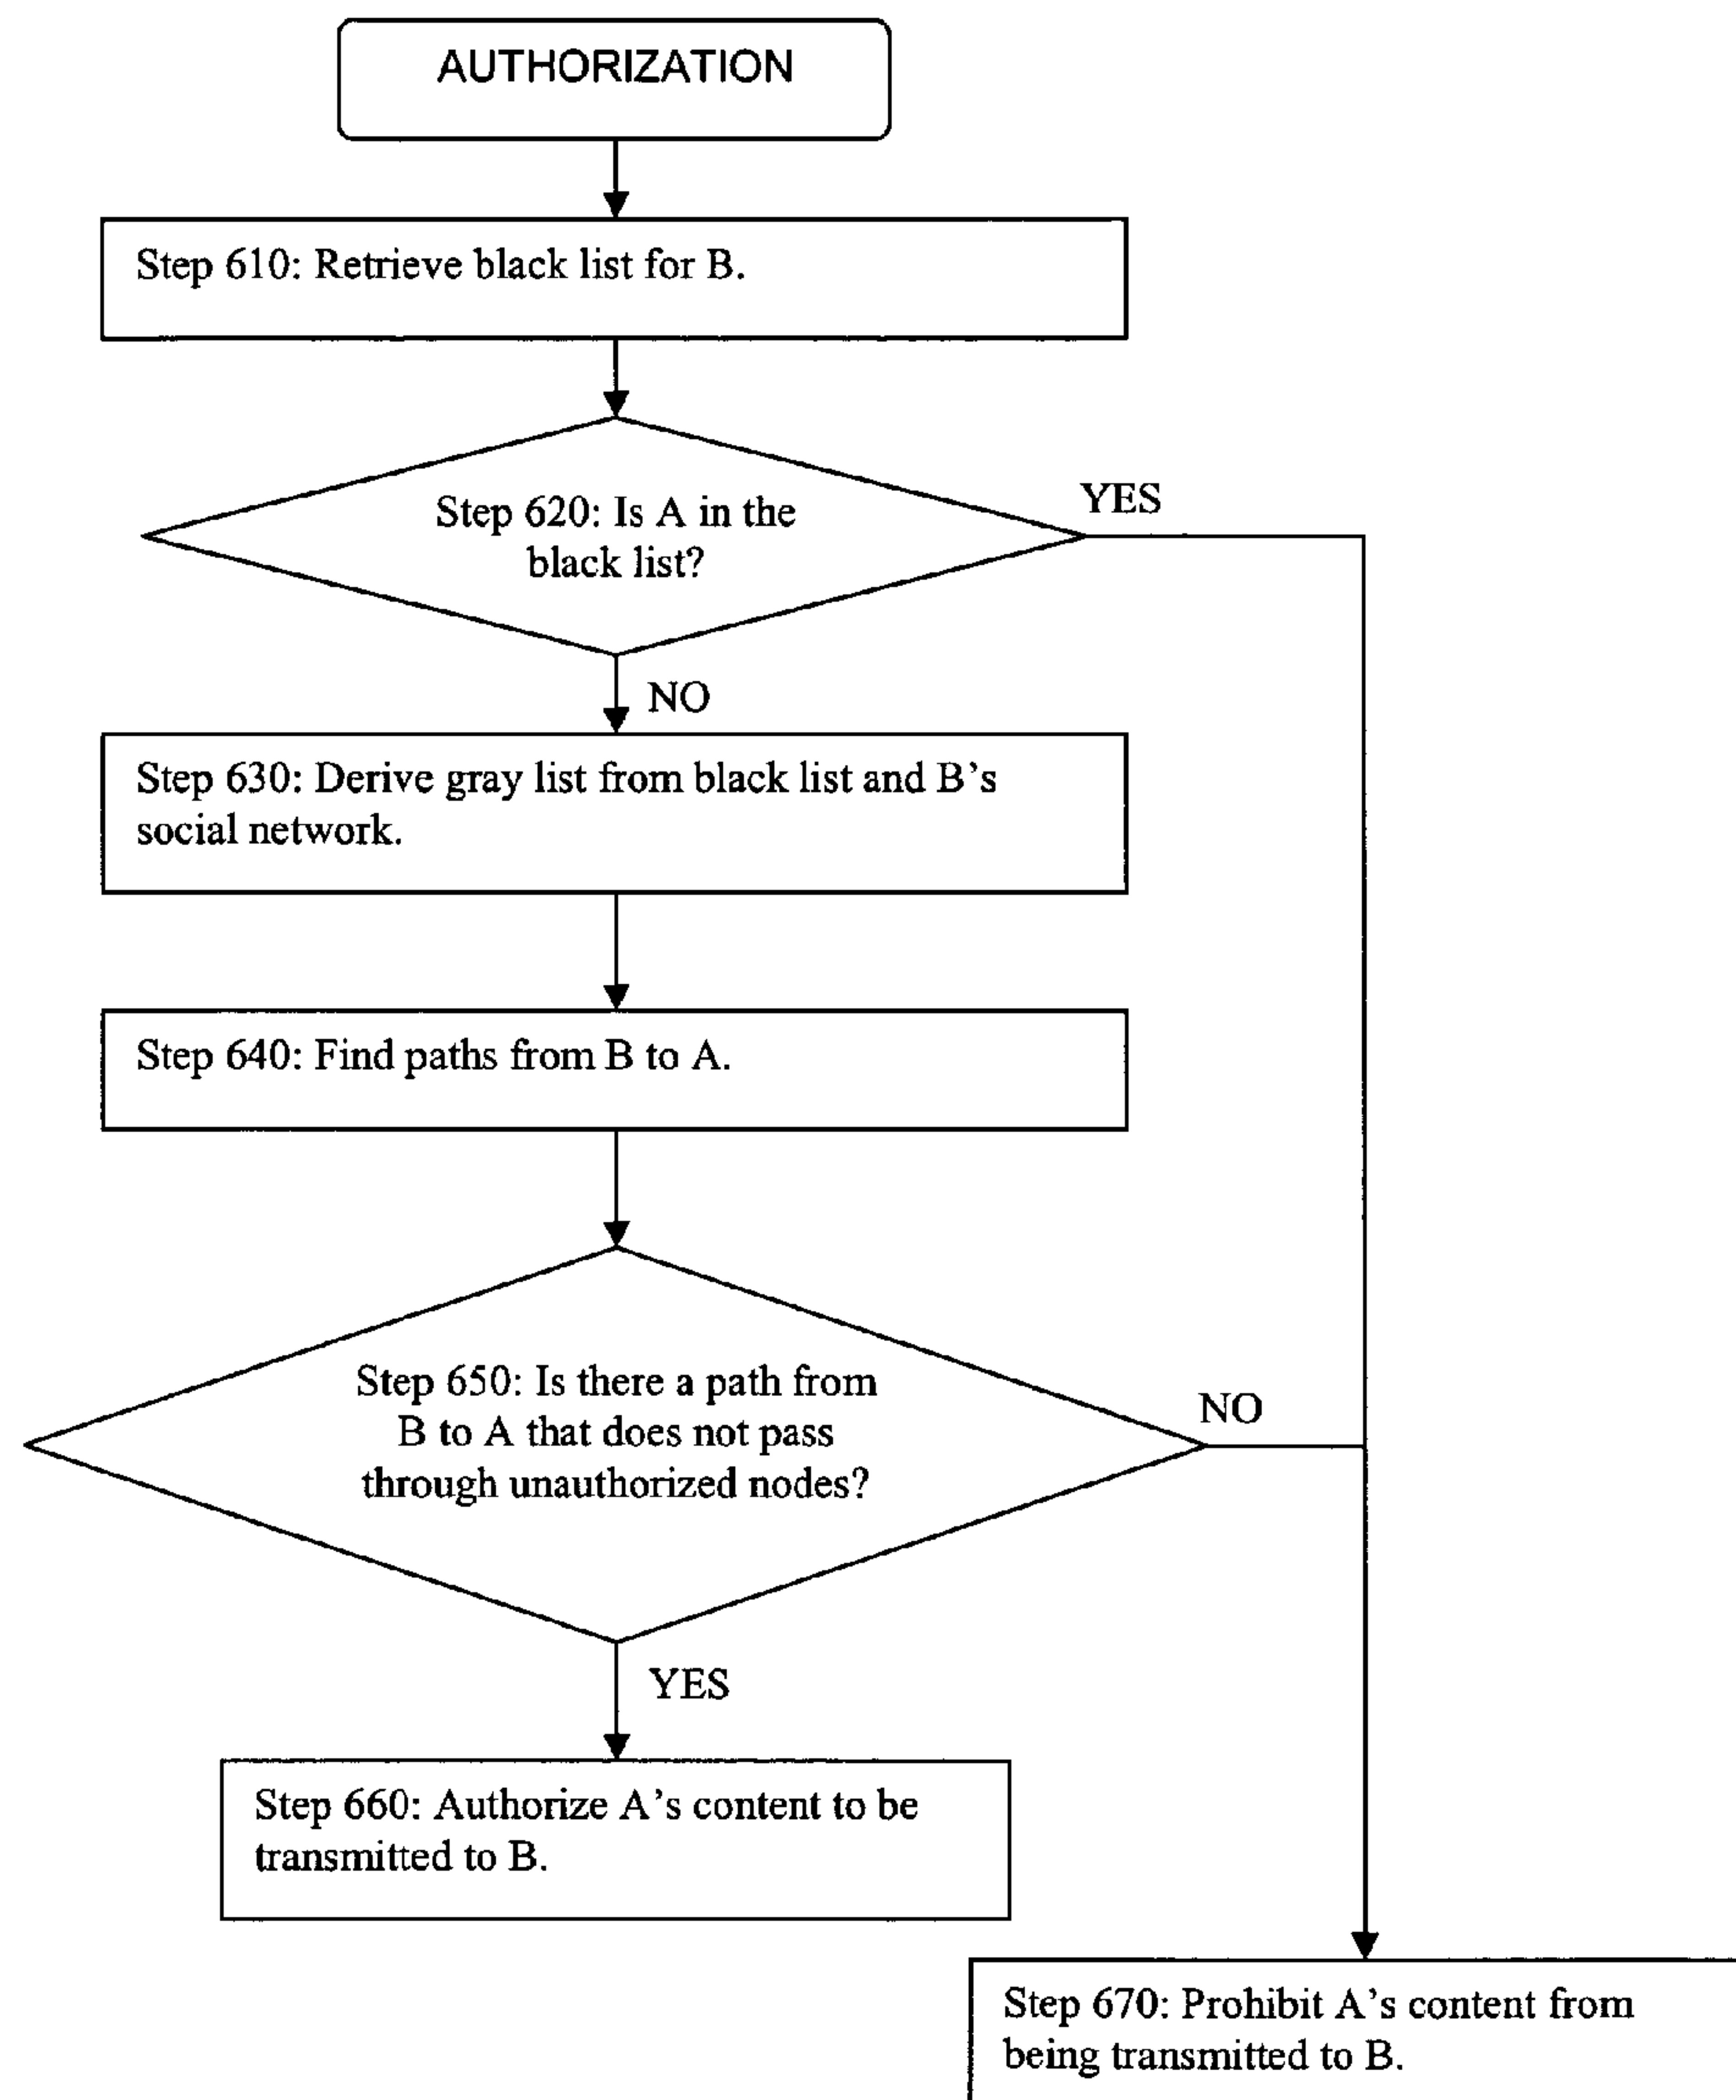 AUTHORIZATION
Step 610: Retrieve black list for B.
Step 620: Is A in the
black list?
YES
NO
Step 630: Derive gray list from black list and B's
social network.
Step 640: Find paths from B to A.
Step 650: Is there a path from
B to A that does not pass
through unauthorized nodes?
NO
YES
Step 660: Authorize A's content to be
transmitted to B.
Step 670: Prohibit A's content from
being transmitted to B.